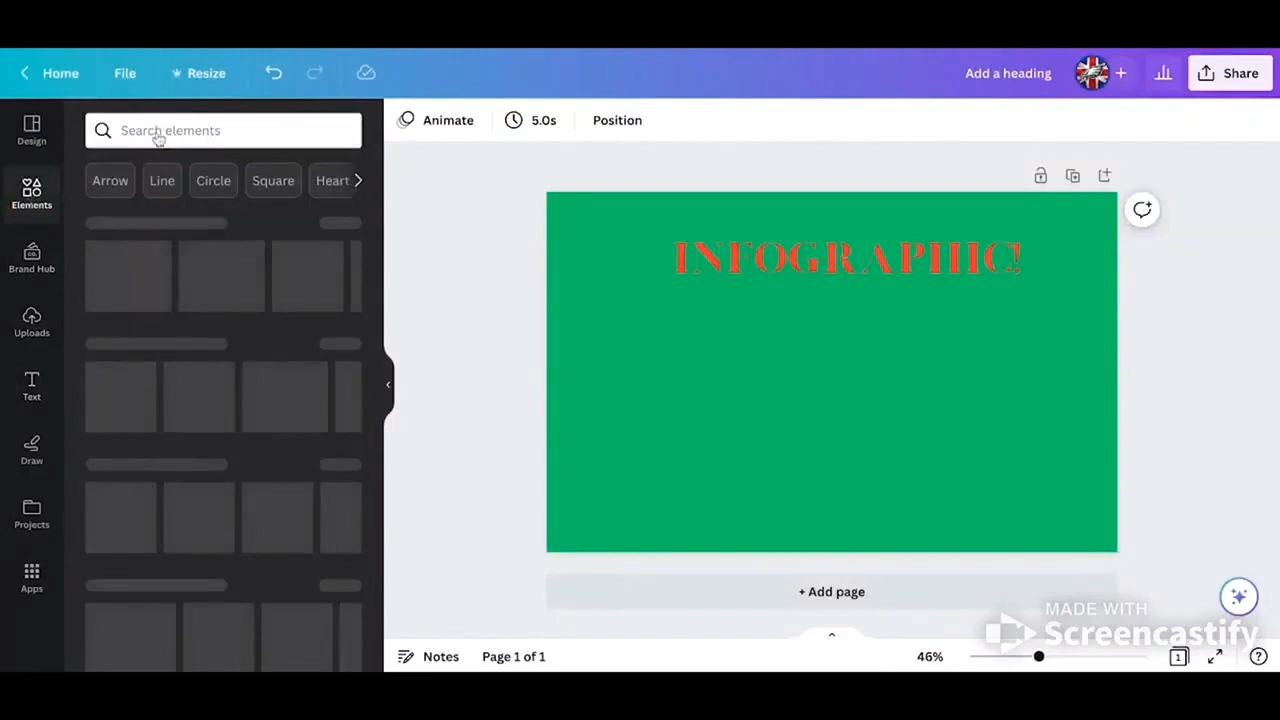 Home File Resize Add a heading Share
Search elements
Animate 5.0s Position
Design
Arrow Line Circle Square Heart
Elements
Brand Hub
Uploads
Text
Draw
Projects
Apps
INFOGRAPHIC!
+ Add page
MADE WITH
Screencastify
Notes Page 1 of 1 46% 1